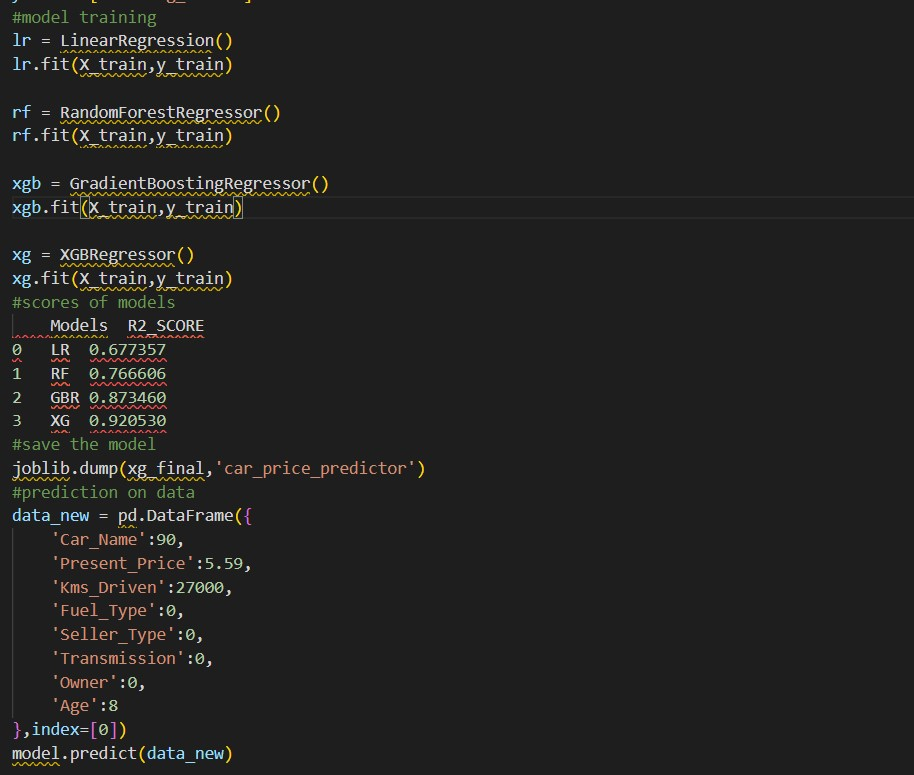 #model training
lr = LinearRegression()
lr.fit(X_train,y_train)
rf = RandomForestRegressor()
rf.fit(X_train,y_train)
xgb = GradientBoostingRegressor()
xgb.fit(X_train,y_train)
xg = XGBRegressor()
xg.fit(X_train,y_train)
#scores of models
    Models  R2_SCORE
0   LR  0.677357
1   RF  0.766606
2   GBR 0.873460
3   XG  0.920530
#save the model
joblib.dump(xg_final,'car_price_predictor')
#prediction on data
data_new = pd.DataFrame({
    'Car_Name':90,
    'Present_Price':5.59,
    'Kms_Driven':27000,
    'Fuel_Type':0,
    'Seller_Type':0,
    'Transmission':0,
    'Owner':0,
    'Age':8
},index=[0])
model.predict(data_new)